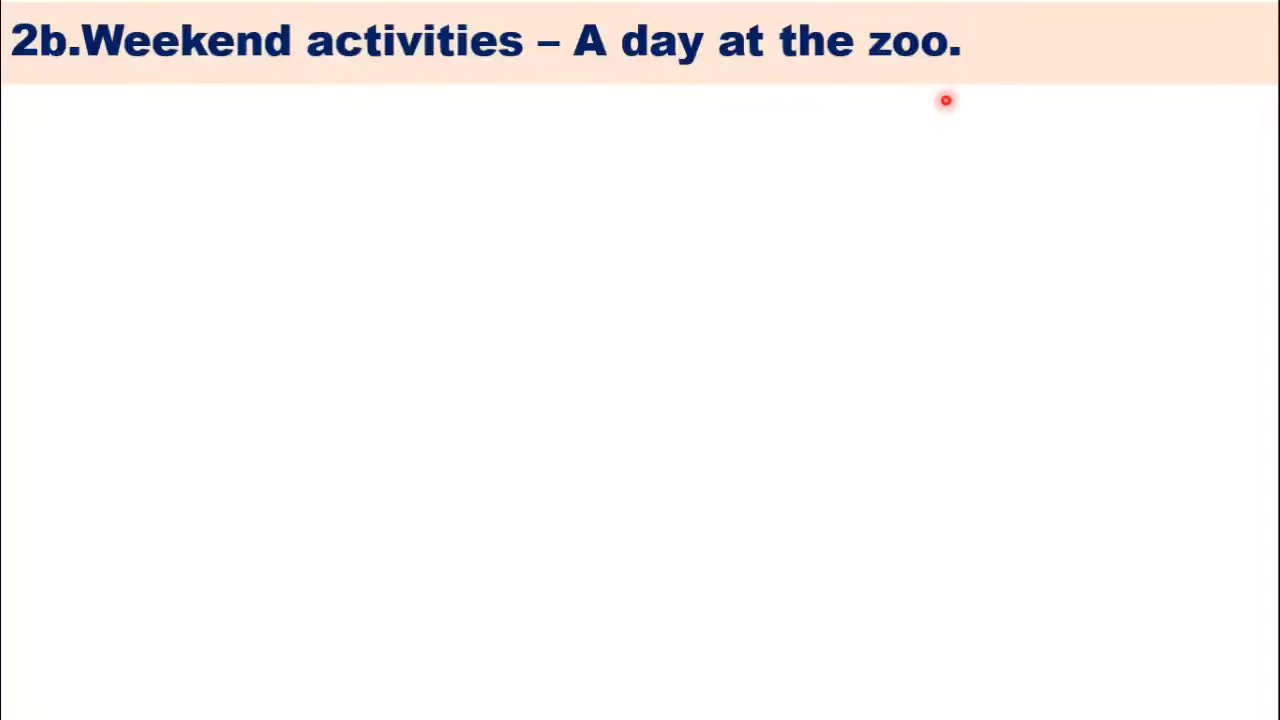 2b.Weekend activities – A day at the zoo.